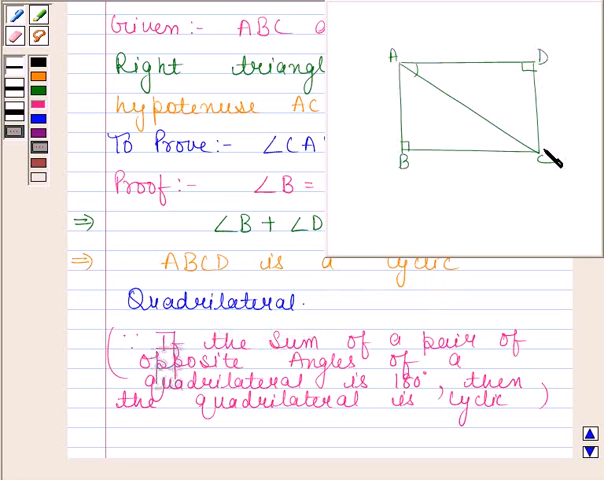 Given :- ABC
Right triangl
hypotenuse AC
To Prove :- ∠CA
Proof :- ∠B =
⇒ ∠B + ∠D
⇒ ABCD is a cyclic
Quadrilateral.
(∵ If the Sum of a pair of
opposite Angles of a
quadrilateral is 180°, then
the quadrilateral is cyclic)
A
D
B
C